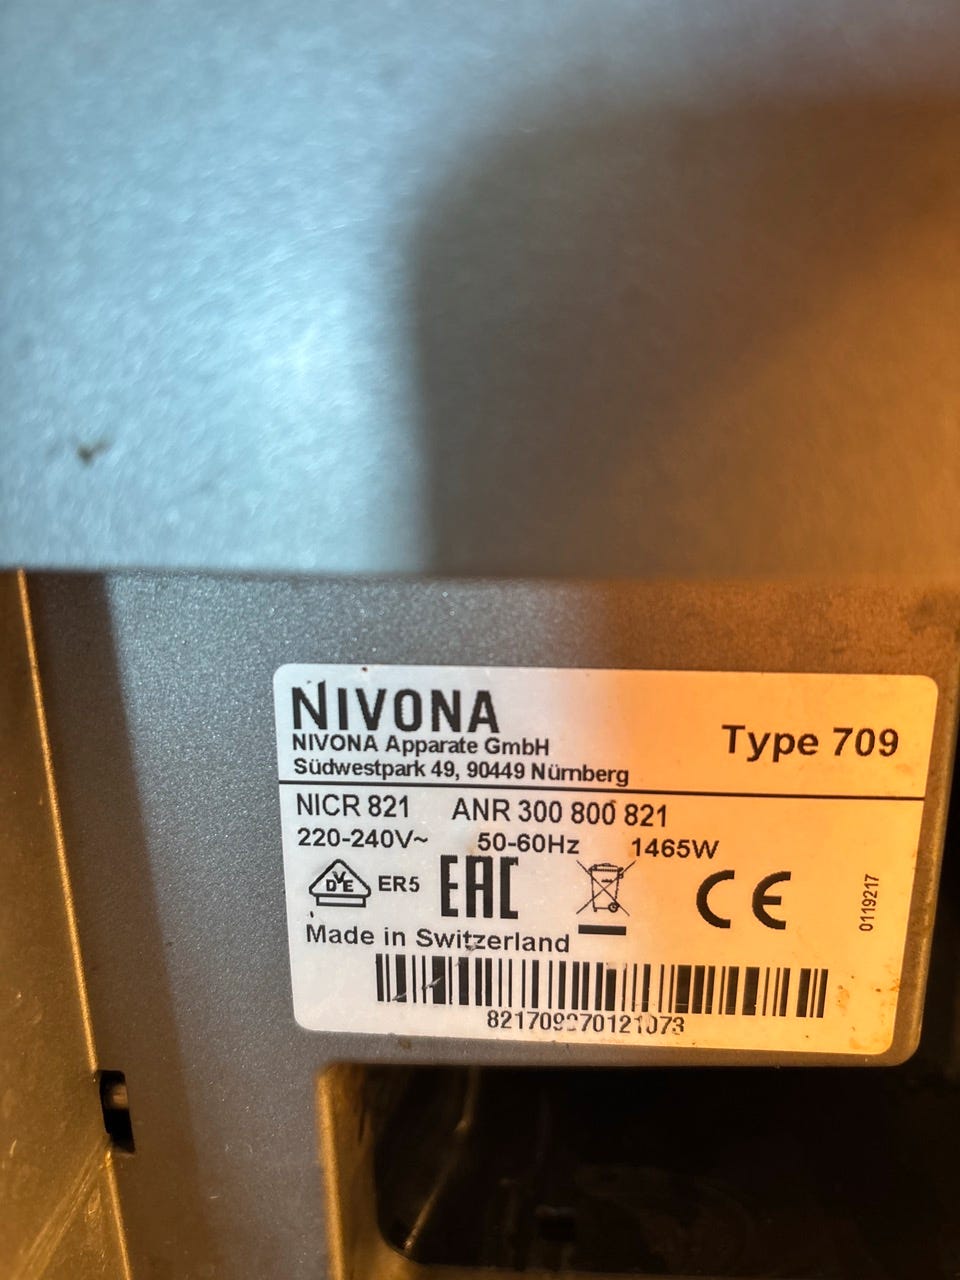 NIVONA
NIVONA Apparate GmbH
Südwestpark 49, 90449 Nürnberg
Type 709
NICR 821 ANR 300 800 821
220-240V~ 50-60Hz 1465W
DVE ER5 EAC CE
0119217
Made in Switzerland